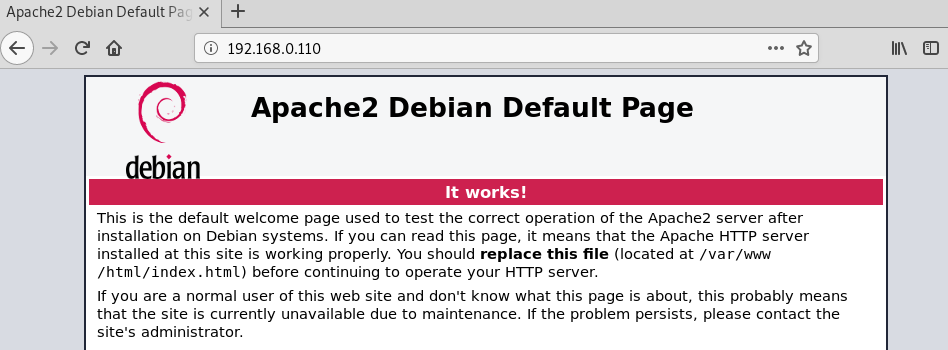 Apache2 Debian Default Pag
192.168.0.110
debian
Apache2 Debian Default Page
It works!
This is the default welcome page used to test the correct operation of the Apache2 server after
installation on Debian systems. If you can read this page, it means that the Apache HTTP server
installed at this site is working properly. You should replace this file (located at /var/www
/html/index.html) before continuing to operate your HTTP server.
If you are a normal user of this web site and don't know what this page is about, this probably means
that the site is currently unavailable due to maintenance. If the problem persists, please contact the
site's administrator.